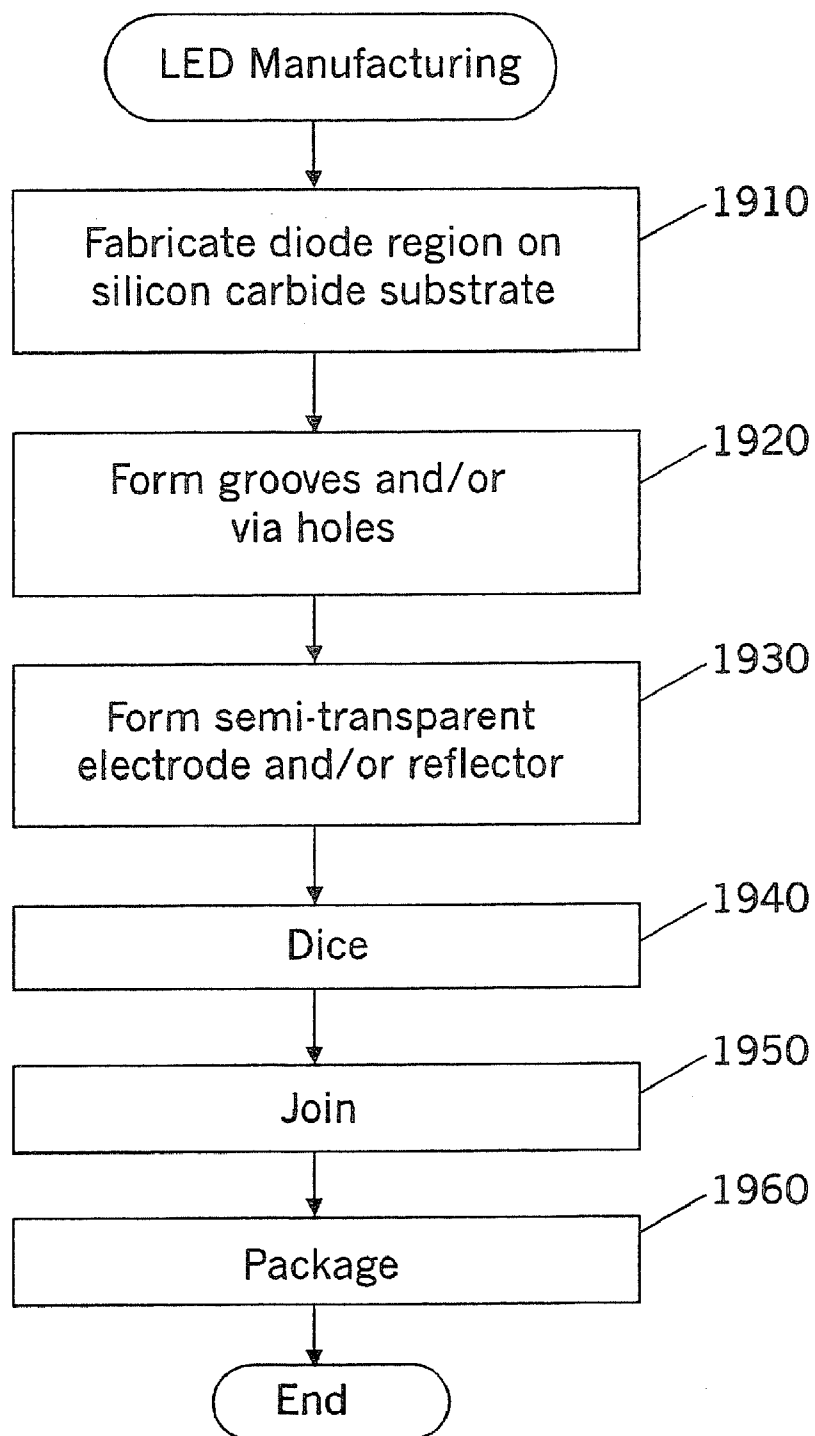 LED Manufacturing
1910
Fabricate diode region on
silicon carbide substrate
1920
Form grooves and/or
via holes
1930
Form semi-transparent
electrode and/or reflector
1940
Dice
1950
Join
1960
Package
End